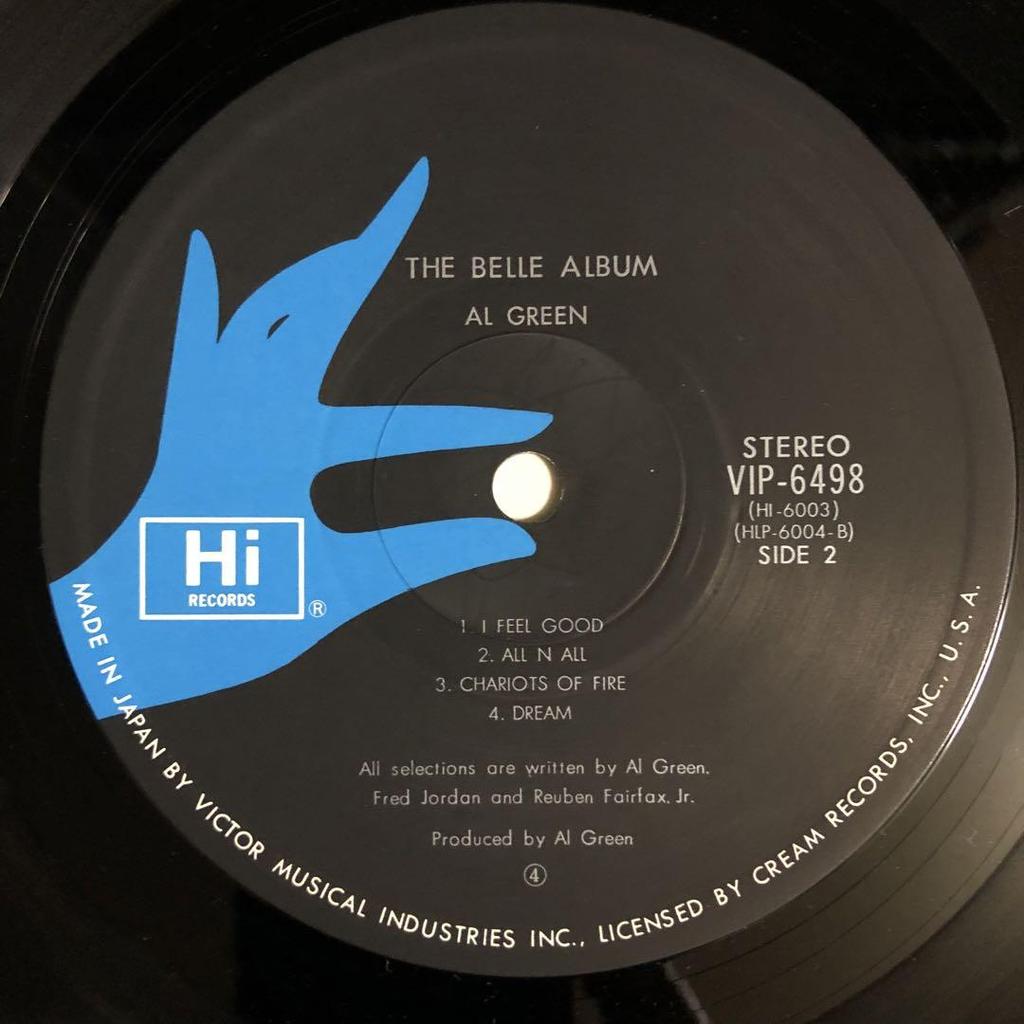 THE BELLE ALBUM
AL GREEN
STEREO
VIP-6498
(HI-6003)
(HLP-6004-B)
SIDE 2
Hi
RECORDS
®
1. I FEEL GOOD
2. ALL N ALL
3. CHARIOTS OF FIRE
4. DREAM
All selections are written by Al Green.
Fred Jordan and Reuben Fairfax, Jr.
Produced by Al Green
④
MADE IN JAPAN BY VICTOR MUSICAL INDUSTRIES INC., LICENSED BY CREAM RECORDS, INC., U. S. A.